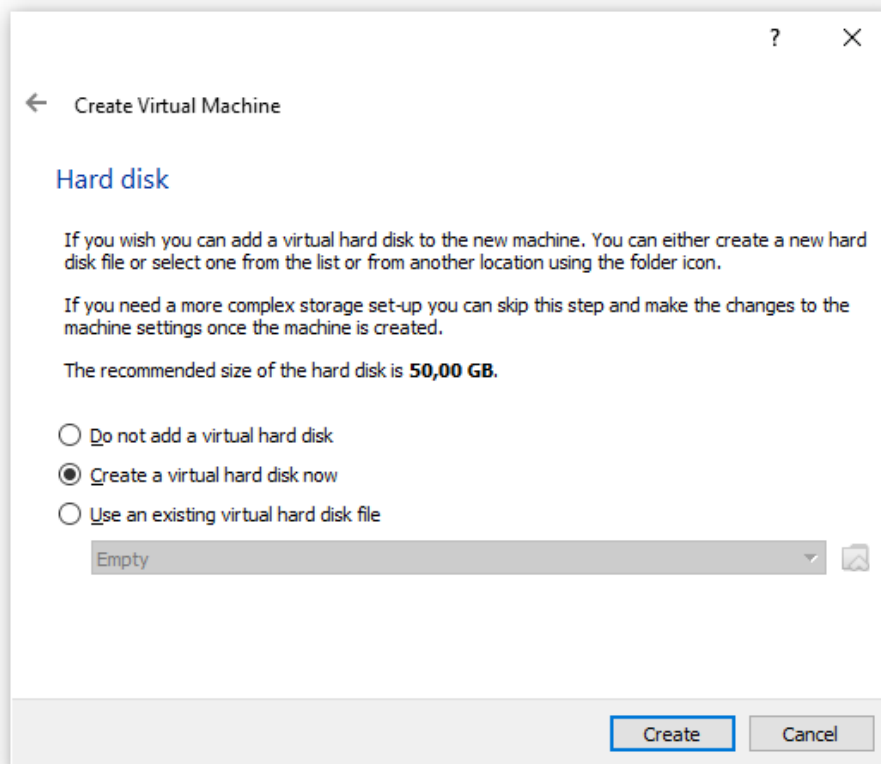 ?
Create Virtual Machine
Hard disk
If you wish you can add a virtual hard disk to the new machine. You can either create a new hard
disk file or select one from the list or from another location using the folder icon.
If you need a more complex storage set-up you can skip this step and make the changes to the
machine settings once the machine is created.
The recommended size of the hard disk is 50,00 GB.
Do not add a virtual hard disk
Create a virtual hard disk now
Use an existing virtual hard disk file
Empty
Create Cancel